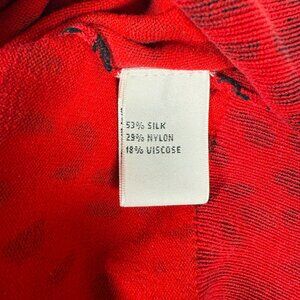 53% SILK
29% NYLON
18% VISCOSE